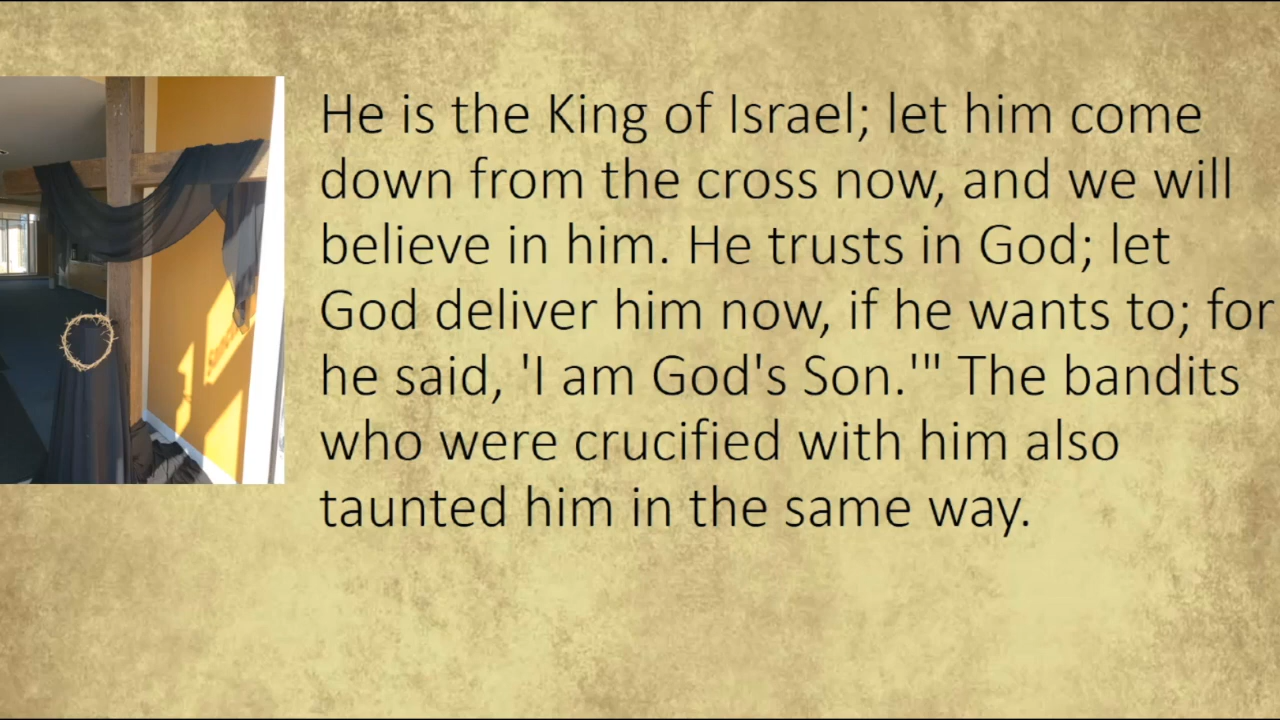 He is the King of Israel; let him come
down from the cross now, and we will
believe in him. He trusts in God; let
God deliver him now, if he wants to; for
he said, 'I am God's Son.'" The bandits
who were crucified with him also
taunted him in the same way.